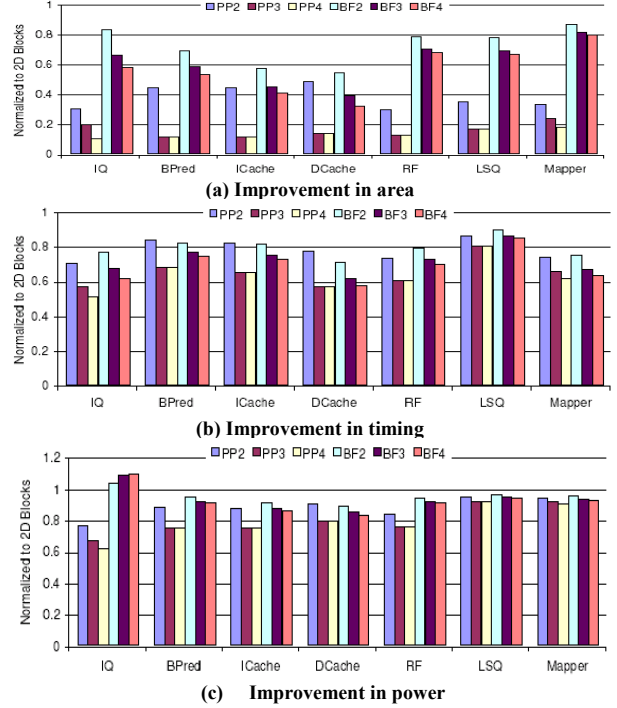 PP2 PP3 PP4 BF2 BF3 BF4
Normalized to 2D Blocks
1
0.8
0.6
0.4
0.2
0
IQ BPred ICache DCache RF LSQ Mapper
(a) Improvement in area
PP2 PP3 PP4 BF2 BF3 BF4
Normalized to 2D Blocks
1
0.8
0.6
0.4
0.2
0
IQ BPred ICache DCache RF LSQ Mapper
(b) Improvement in timing
PP2 PP3 PP4 BF2 BF3 BF4
Normalized to 2D Blocks
1.2
1
0.8
0.6
0.4
0.2
0
IQ BPred ICache DCache RF LSQ Mapper
(c) Improvement in power